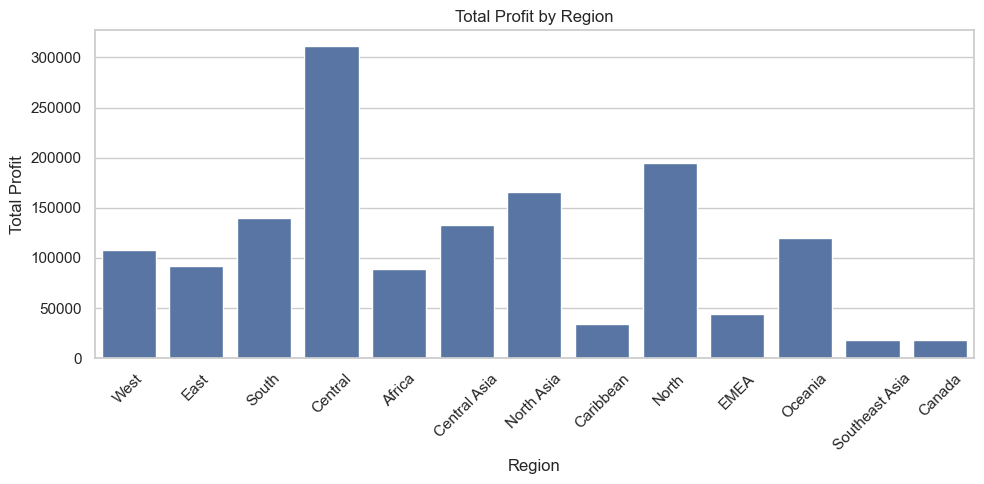 Total Profit by Region
Total Profit
300000
250000
200000
150000
100000
50000
0
West
East
South
Central
Africa
Central Asia
North Asia
Caribbean
North
EMEA
Oceania
Southeast Asia
Canada
Region